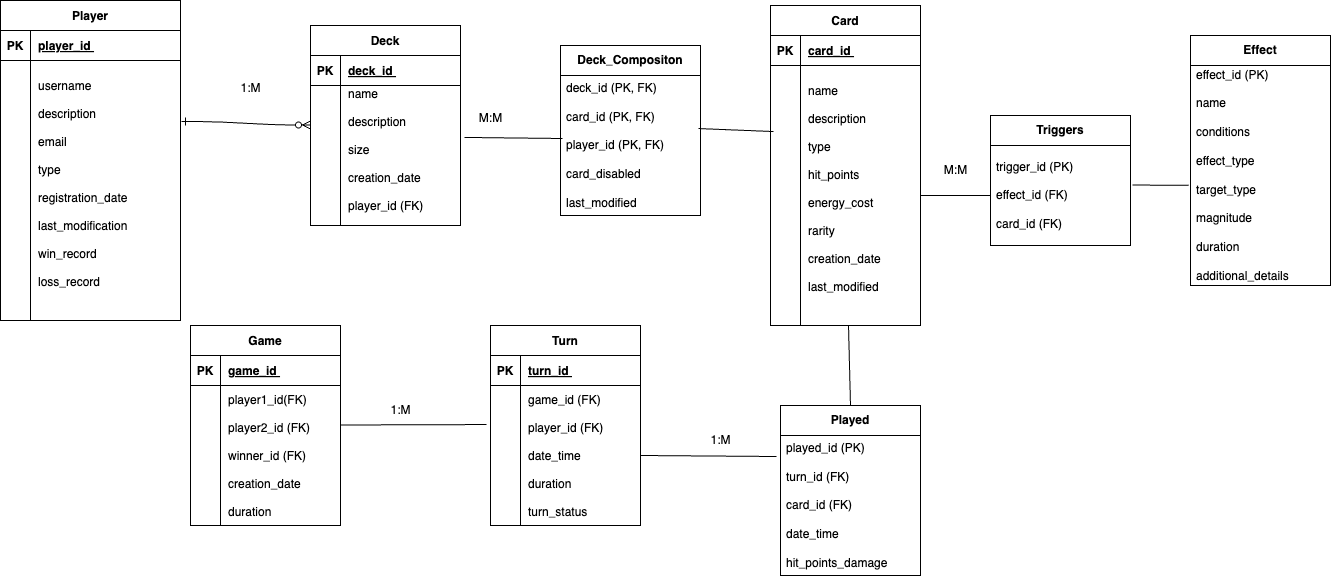 Player
PK player_id
username
description
email
type
registration_date
last_modification
win_record
loss_record
1:M
Deck
PK deck_id
name
description
size
creation_date
player_id (FK)
M:M
Deck_Compositon
deck_id (PK, FK)
card_id (PK, FK)
player_id (PK, FK)
card_disabled
last_modified
Card
PK card_id
name
description
type
hit_points
energy_cost
rarity
creation_date
last_modified
M:M
Triggers
trigger_id (PK)
effect_id (FK)
card_id (FK)
Effect
effect_id (PK)
name
conditions
effect_type
target_type
magnitude
duration
additional_details
Game
PK game_id
player1_id(FK)
player2_id (FK)
winner_id (FK)
creation_date
duration
1:M
Turn
PK turn_id
game_id (FK)
player_id (FK)
date_time
duration
turn_status
1:M
Played
played_id (PK)
turn_id (FK)
card_id (FK)
date_time
hit_points_damage